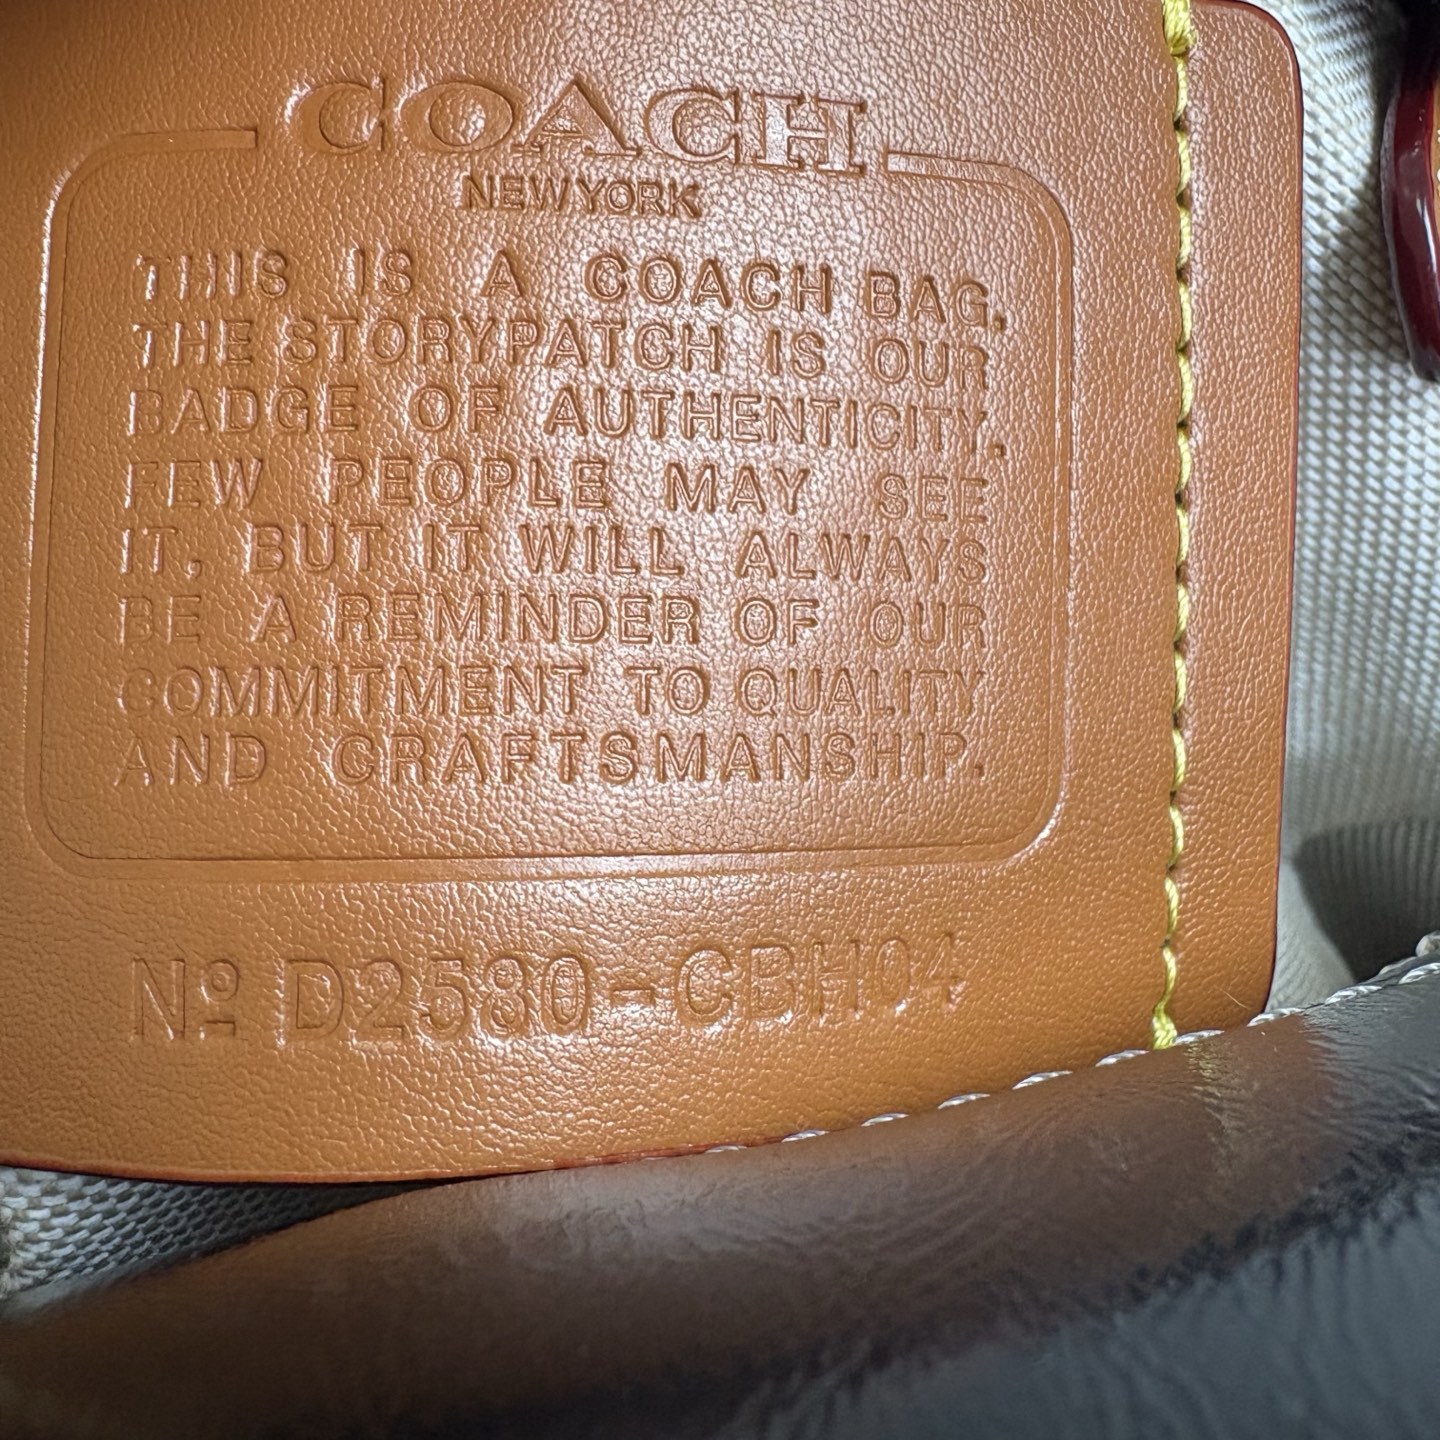 COACH
NEW YORK
THIS IS A COACH BAG.
THE STORYPATCH IS OUR
BADGE OF AUTHENTICITY.
FEW PEOPLE MAY SEE
IT, BUT IT WILL ALWAYS
BE A REMINDER OF OUR
COMMITMENT TO QUALITY
AND CRAFTSMANSHIP.
Nº D2580-CBH04